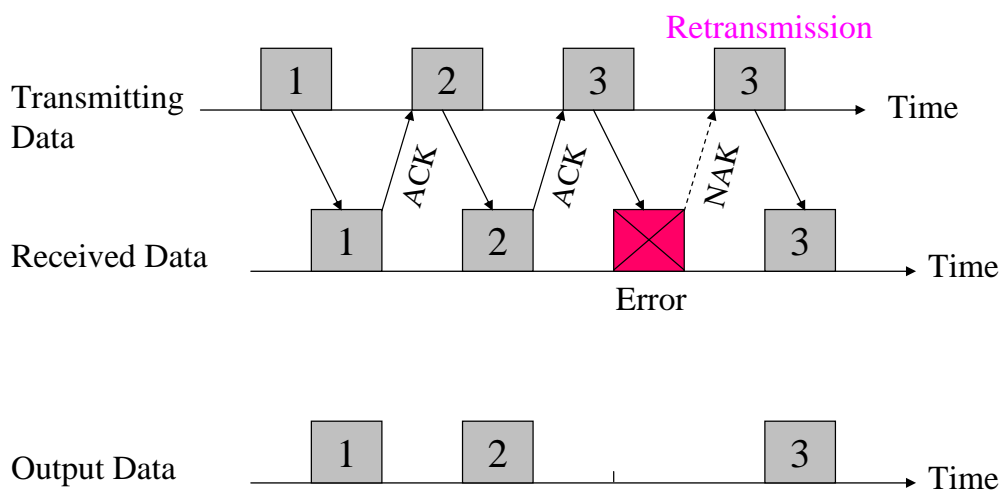 Retransmission
1 2 3 3
Transmitting
Data
Time
ACK ACK NAK
Received Data
1 2 3
Time
Error
Output Data
1 2 3
Time